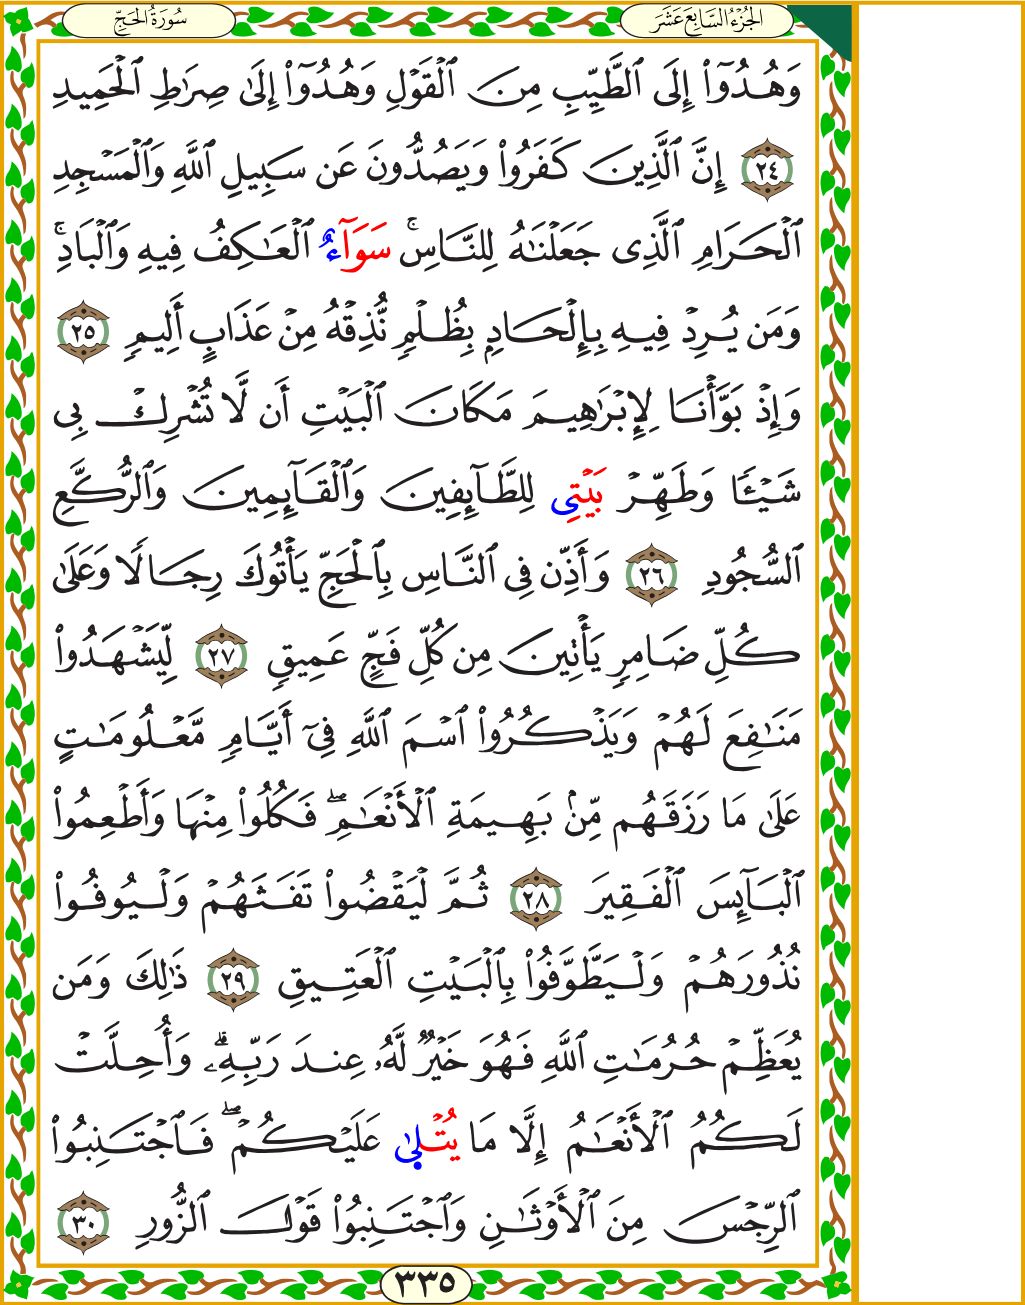 الجُزْءُ السَّابِعَ عَشَرَ
سُورَةُ الحَجِّ
وَهُدُوٓا۟ إِلَى ٱلطَّيِّبِ مِنَ ٱلْقَوْلِ وَهُدُوٓا۟ إِلَىٰ صِرَٰطِ ٱلْحَمِيدِ
٢٤ إِنَّ ٱلَّذِينَ كَفَرُوا۟ وَيَصُدُّونَ عَن سَبِيلِ ٱللَّهِ وَٱلْمَسْجِدِ
ٱلْحَرَامِ ٱلَّذِى جَعَلْنَٰهُ لِلنَّاسِ سَوَآءٌ ٱلْعَٰكِفُ فِيهِ وَٱلْبَادِۚ
وَمَن يُرِدْ فِيهِ بِإِلْحَادٍۭ بِظُلْمٍ نُّذِقْهُ مِنْ عَذَابٍ أَلِيمٍ ٢٥
وَإِذْ بَوَّأْنَا لِإِبْرَٰهِيمَ مَكَانَ ٱلْبَيْتِ أَن لَّا تُشْرِكْ بِى
شَيْـًٔا وَطَهِّرْ بَيْتِى لِلطَّآئِفِينَ وَٱلْقَآئِمِينَ وَٱلرُّكَّعِ
ٱلسُّجُودِ ٢٦ وَأَذِّن فِى ٱلنَّاسِ بِٱلْحَجِّ يَأْتُوكَ رِجَالًا وَعَلَىٰ
كُلِّ ضَامِرٍ يَأْتِينَ مِن كُلِّ فَجٍّ عَمِيقٍ ٢٧ لِّيَشْهَدُوا۟
مَنَٰفِعَ لَهُمْ وَيَذْكُرُوا۟ ٱسْمَ ٱللَّهِ فِىٓ أَيَّامٍ مَّعْلُومَٰتٍ
عَلَىٰ مَا رَزَقَهُم مِّنۢ بَهِيمَةِ ٱلْأَنْعَٰمِۖ فَكُلُوا۟ مِنْهَا وَأَطْعِمُوا۟
ٱلْبَآئِسَ ٱلْفَقِيرَ ٢٨ ثُمَّ لْيَقْضُوا۟ تَفَثَهُمْ وَلْيُوفُوا۟
نُذُورَهُمْ وَلْيَطَّوَّفُوا۟ بِٱلْبَيْتِ ٱلْعَتِيقِ ٢٩ ذَٰلِكَ وَمَن
يُعَظِّمْ حُرُمَٰتِ ٱللَّهِ فَهُوَ خَيْرٌ لَّهُۥ عِندَ رَبِّهِۦۗ وَأُحِلَّتْ
لَكُمُ ٱلْأَنْعَٰمُ إِلَّا مَا يُتْلَىٰ عَلَيْكُمْۖ فَٱجْتَنِبُوا۟
ٱلرِّجْسَ مِنَ ٱلْأَوْثَٰنِ وَٱجْتَنِبُوا۟ قَوْلَ ٱلزُّورِ ٣٠
٣٣٥